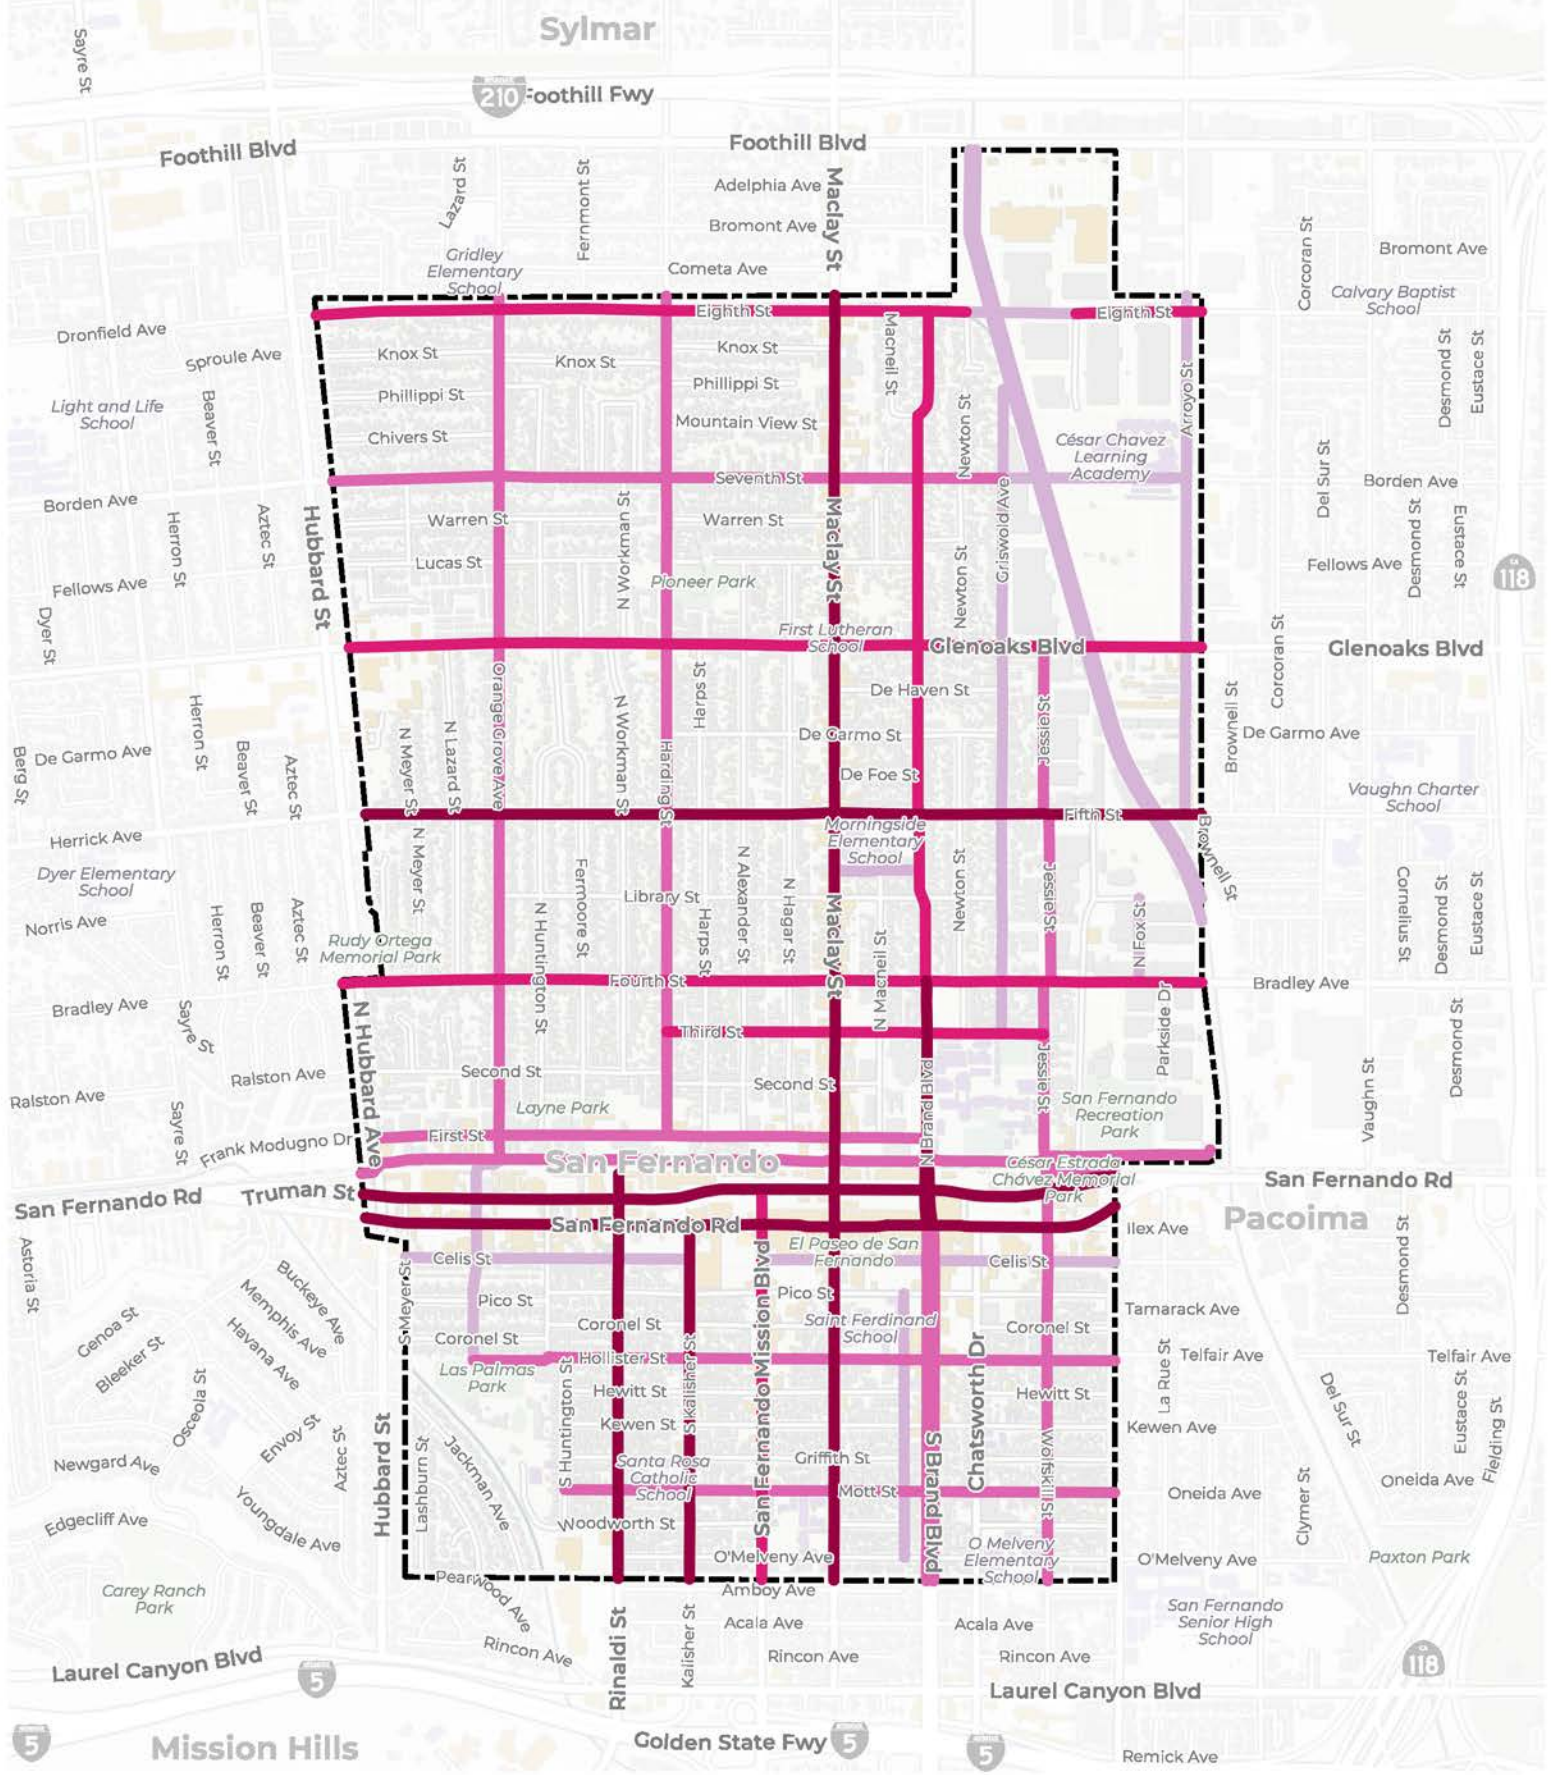 Sylmar
Sayre St
INTERSTATE
210
Foothill Fwy
Foothill Blvd
Foothill Blvd
Lazard St
Fernmont St
Adelphia Ave
Maclay St
Bromont Ave
Cometa Ave
Gridley
Elementary
School
Corcoran St
Bromont Ave
Calvary Baptist
School
Eighth St
Eighth St
Dronfield Ave
Sproule Ave
Knox St
Knox St
Knox St
Macneil St
Desmond St
Eustace St
Phillippi St
Phillippi St
Arroyo St
Light and Life
School
Beaver St
Chivers St
Mountain View St
Newton St
César Chavez
Learning
Academy
Del Sur St
Seventh St
Borden Ave
Borden Ave
Herron St
Aztec St
Hubbard St
Warren St
Warren St
N Workman St
Maclay St
Griswold Ave
Desmond St
Eustace St
Lucas St
Pioneer Park
Newton St
Fellows Ave
Fellows Ave
CA
118
Dyer St
First Lutheran
School
Glenoaks Blvd
Glenoaks Blvd
Corcoran St
Orange Grove Ave
Harps St
De Haven St
Jessie St
Brownell St
Herron St
N Meyer St
N Lazard St
N Workman St
De Garmo St
De Garmo Ave
De Garmo Ave
Berg St
Beaver St
Aztec St
Harding St
De Foe St
Vaughn Charter
School
Fifth St
Herrick Ave
N Meyer St
Morningside
Elementary
School
Brownell St
Dyer Elementary
School
Fermoore St
N Alexander St
N Hagar St
Newton St
Jessie St
Cornelius St
Desmond St
Eustace St
Library St
Maclay St
N Fox St
Norris Ave
Herron St
Beaver St
Aztec St
N Huntington St
Harps St
N Macneil St
Rudy Ortega
Memorial Park
Fourth St
Bradley Ave
Bradley Ave
Sayre St
N Hubbard Ave
Third St
Parkside Dr
Desmond St
Ralston Ave
Second St
Second St
N Brand Blvd
Jessie St
Vaughn St
Ralston Ave
Layne Park
San Fernando
Recreation
Park
Sayre St
Frank Modugno Dr
First St
San Fernando
César Estrada
Chávez Memorial
Park
San Fernando Rd
Truman St
San Fernando Rd
San Fernando Rd
Pacoima
Ilex Ave
Astoria St
Celis St
El Paseo de San
Fernando
Celis St
Desmond St
Buckeye Ave
S Meyer St
Memphis Ave
Pico St
Pico St
Tamarack Ave
Genoa St
Havana Ave
Coronel St
Coronel St
Saint Ferdinand
School
Coronel St
Bleeker St
Hollister St
San Fernando Mission Blvd
Chatsworth Dr
Telfair Ave
Telfair Ave
La Rue St
Las Palmas
Park
S Kalisher St
Hewitt St
Hewitt St
Osceola St
S Huntington St
Kewen St
Kewen Ave
Del Sur St
Eustace St
Fielding St
Envoy St
Aztec St
Hubbard St
Lashburn St
Jackman Ave
Santa Rosa
Catholic
School
Griffith St
S Brand Blvd
Wolfskill St
Newgard Ave
Mott St
Oneida Ave
Oneida Ave
Clymer St
Youngdale Ave
Edgecliff Ave
Woodworth St
O'Melveny Ave
O Melveny
Elementary
School
O'Melveny Ave
Paxton Park
Pearwood Ave
Amboy Ave
Carey Ranch
Park
Rinaldi St
Kalisher St
Acala Ave
Acala Ave
San Fernando
Senior High
School
Rincon Ave
Rincon Ave
Rincon Ave
CA
118
Laurel Canyon Blvd
5
Laurel Canyon Blvd
5
Mission Hills
Golden State Fwy
5
5
Remick Ave